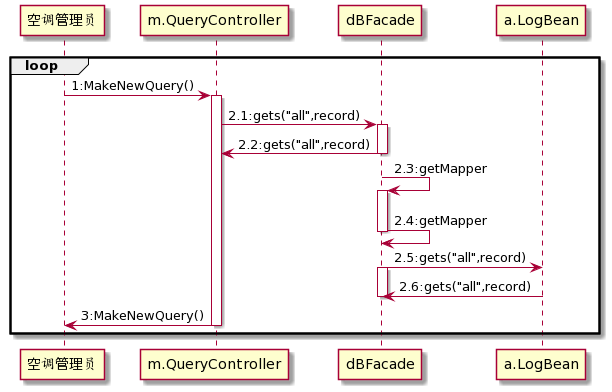 空调管理员 m.QueryController dBFacade a.LogBean
loop
1:MakeNewQuery()
2.1:gets("all",record)
2.2:gets("all",record)
2.3:getMapper
2.4:getMapper
2.5:gets("all",record)
2.6:gets("all",record)
3:MakeNewQuery()
空调管理员 m.QueryController dBFacade a.LogBean